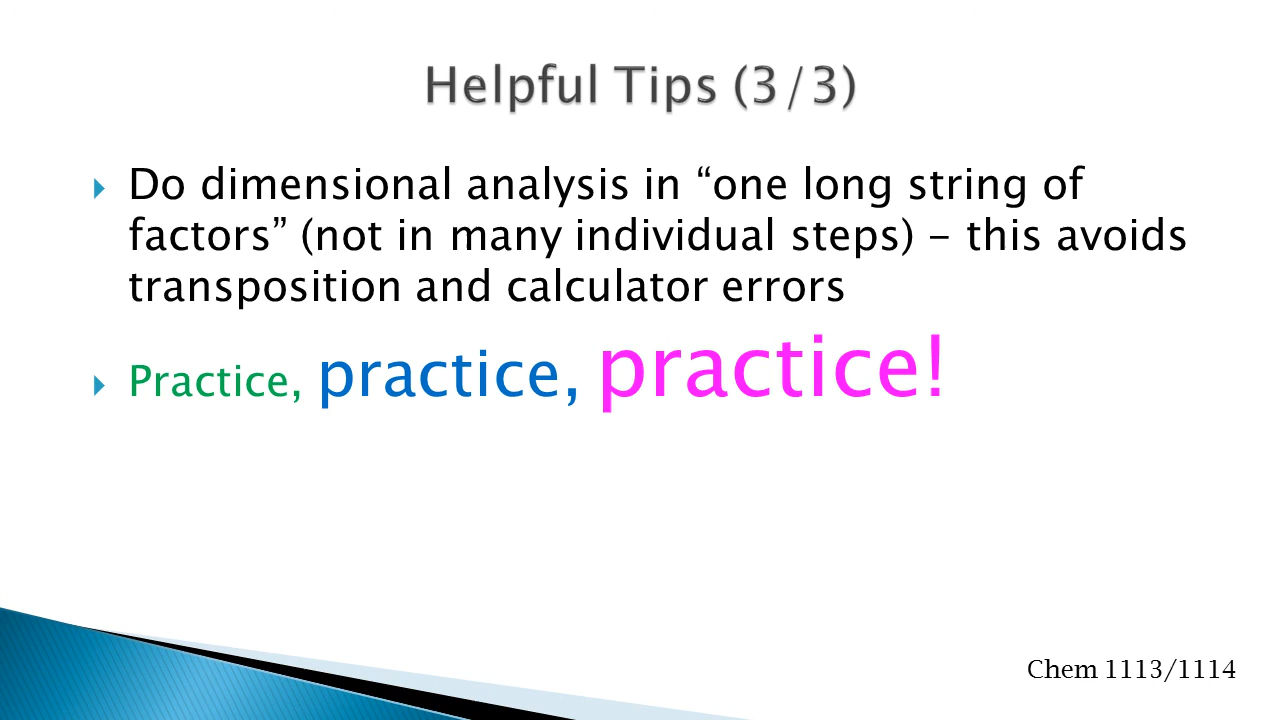 Helpful Tips (3/3)
Do dimensional analysis in “one long string of
factors” (not in many individual steps) – this avoids
transposition and calculator errors
Practice, practice, practice!
Chem 1113/1114